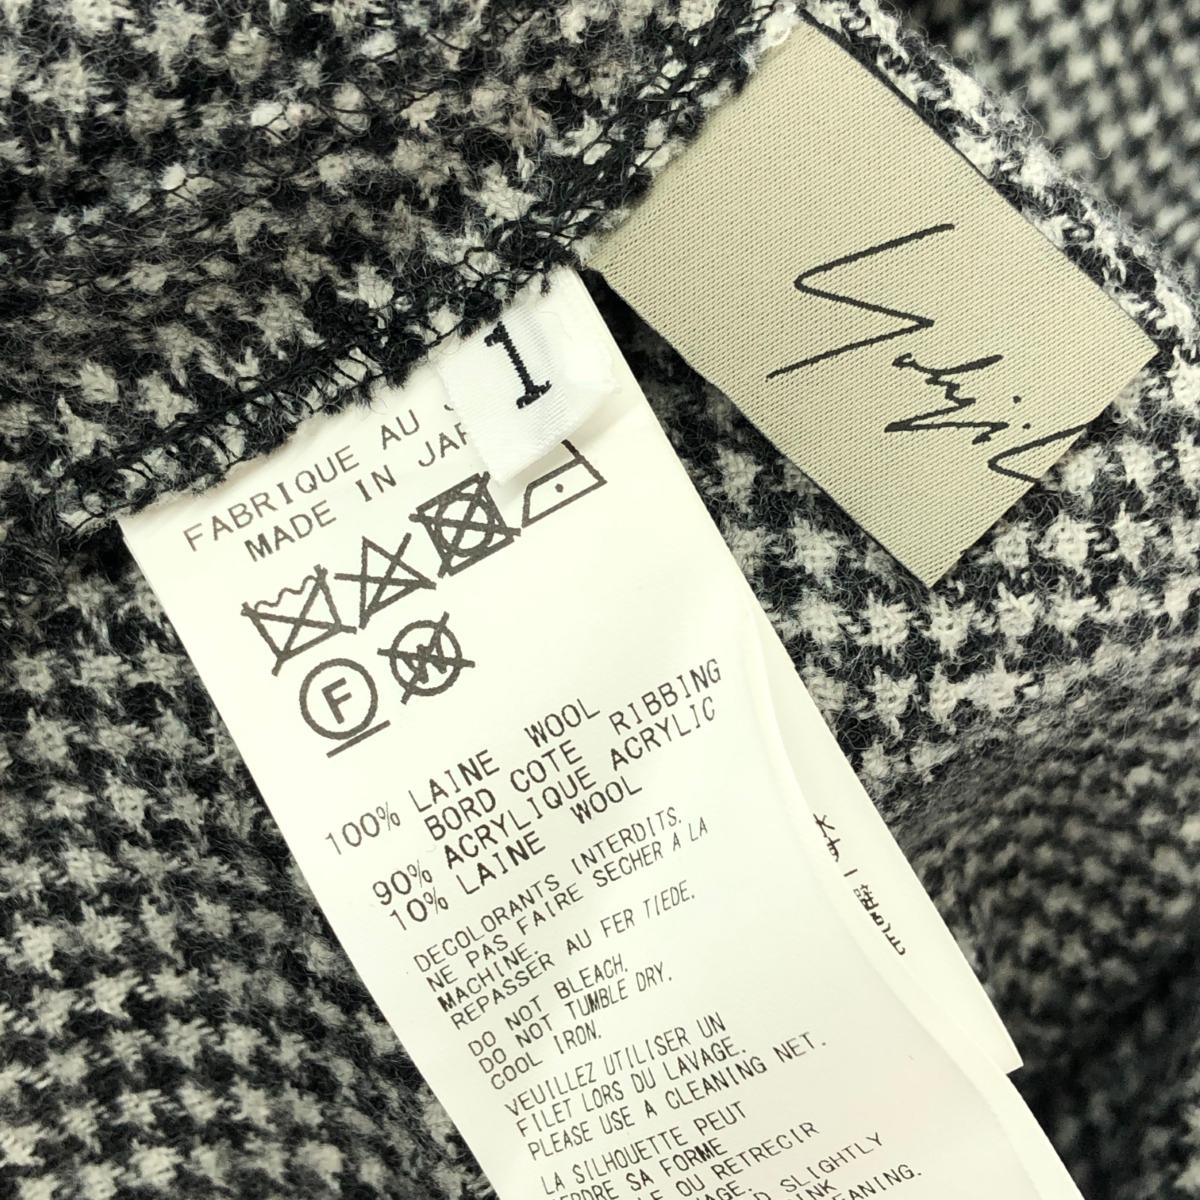 1
FABRIQUE AU
MADE IN
F
W
100% LAINE WOOL
BORD COTE RIBBING
90% ACRYLIQUE ACRYLIC
10% LAINE WOOL
DECOLORANTS INTERDITS.
NE PAS FAIRE SECHER À LA
MACHINE.
REPASSER AU FER TIEDE.
DO NOT BLEACH.
DO NOT TUMBLE DRY.
COOL IRON.
VEUILLEZ UTILISER UN
FILET LORS DU LAVAGE.
PLEASE USE A CLEANING NET.
LA SILHOUETTE PEUT
SA FORME
OU RETRECIR
SLIGHTLY